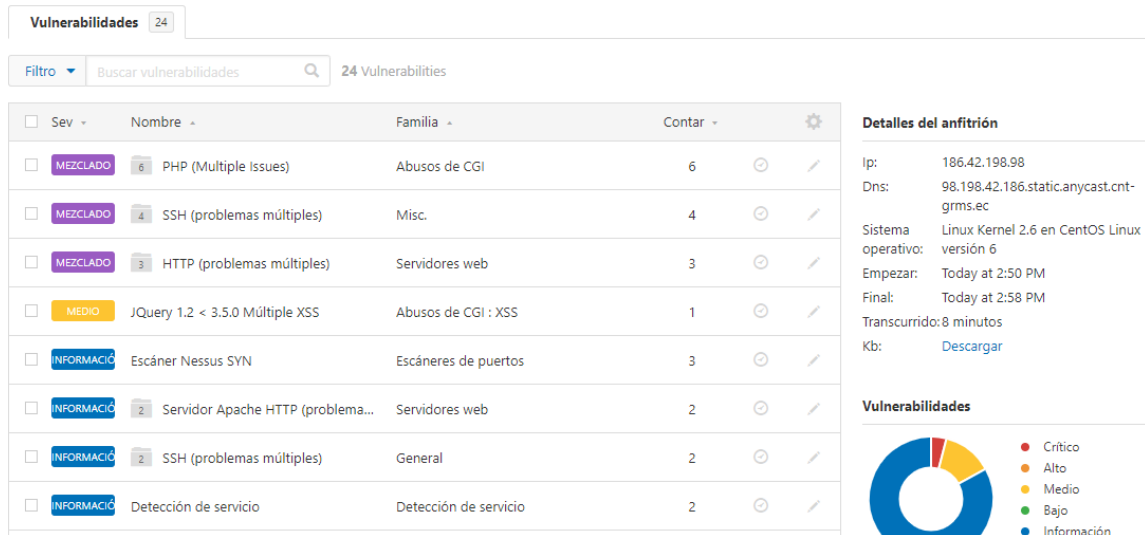 Vulnerabilidades 24
Filtro Buscar vulnerabilidades 24 Vulnerabilities
Sev Nombre Familia Contar
MEZCLADO 6 PHP (Multiple Issues) Abusos de CGI 6
MEZCLADO 4 SSH (problemas múltiples) Misc. 4
MEZCLADO 3 HTTP (problemas múltiples) Servidores web 3
MEDIO JQuery 1.2 < 3.5.0 Múltiple XSS Abusos de CGI : XSS 1
INFORMACIÓ Escáner Nessus SYN Escáneres de puertos 3
INFORMACIÓ 2 Servidor Apache HTTP (problema... Servidores web 2
INFORMACIÓ 2 SSH (problemas múltiples) General 2
INFORMACIÓ Detección de servicio Detección de servicio 2
Detalles del anfitrión
Ip: 186.42.198.98
Dns: 98.198.42.186.static.anycast.cnt-
grms.ec
Sistema Linux Kernel 2.6 en CentOS Linux
operativo: versión 6
Empezar: Today at 2:50 PM
Final: Today at 2:58 PM
Transcurrido: 8 minutos
Kb: Descargar
Vulnerabilidades
Crítico
Alto
Medio
Bajo
Información